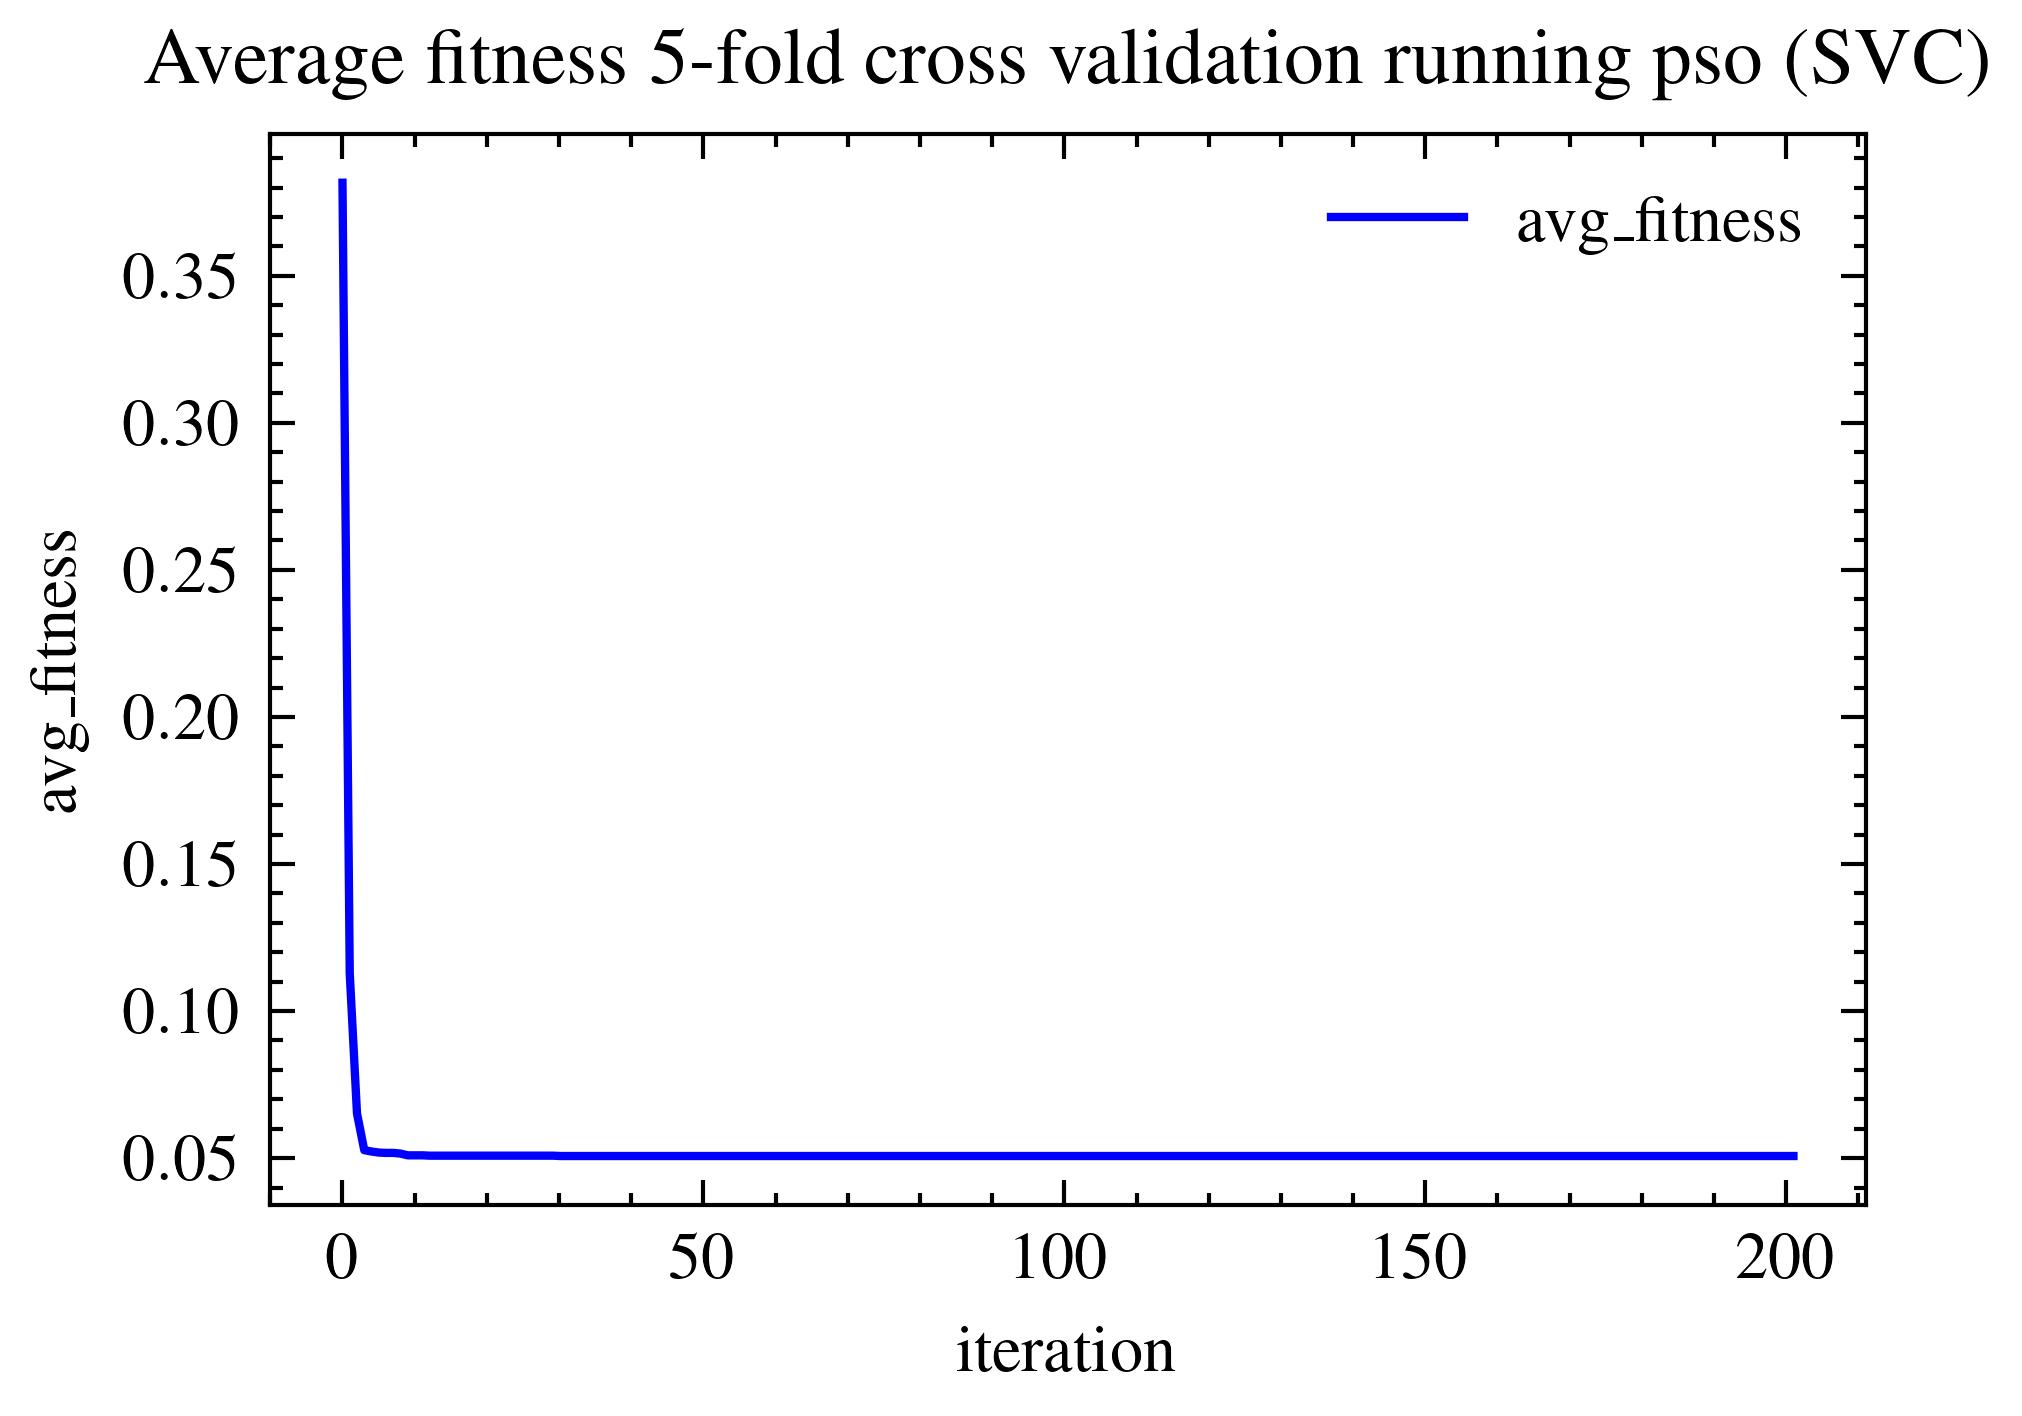 Average fitness 5-fold cross validation running pso (SVC)
avg_fitness
0.35
0.30
0.25
0.20
0.15
0.10
0.05
avg_fitness
0 50 100 150 200
iteration